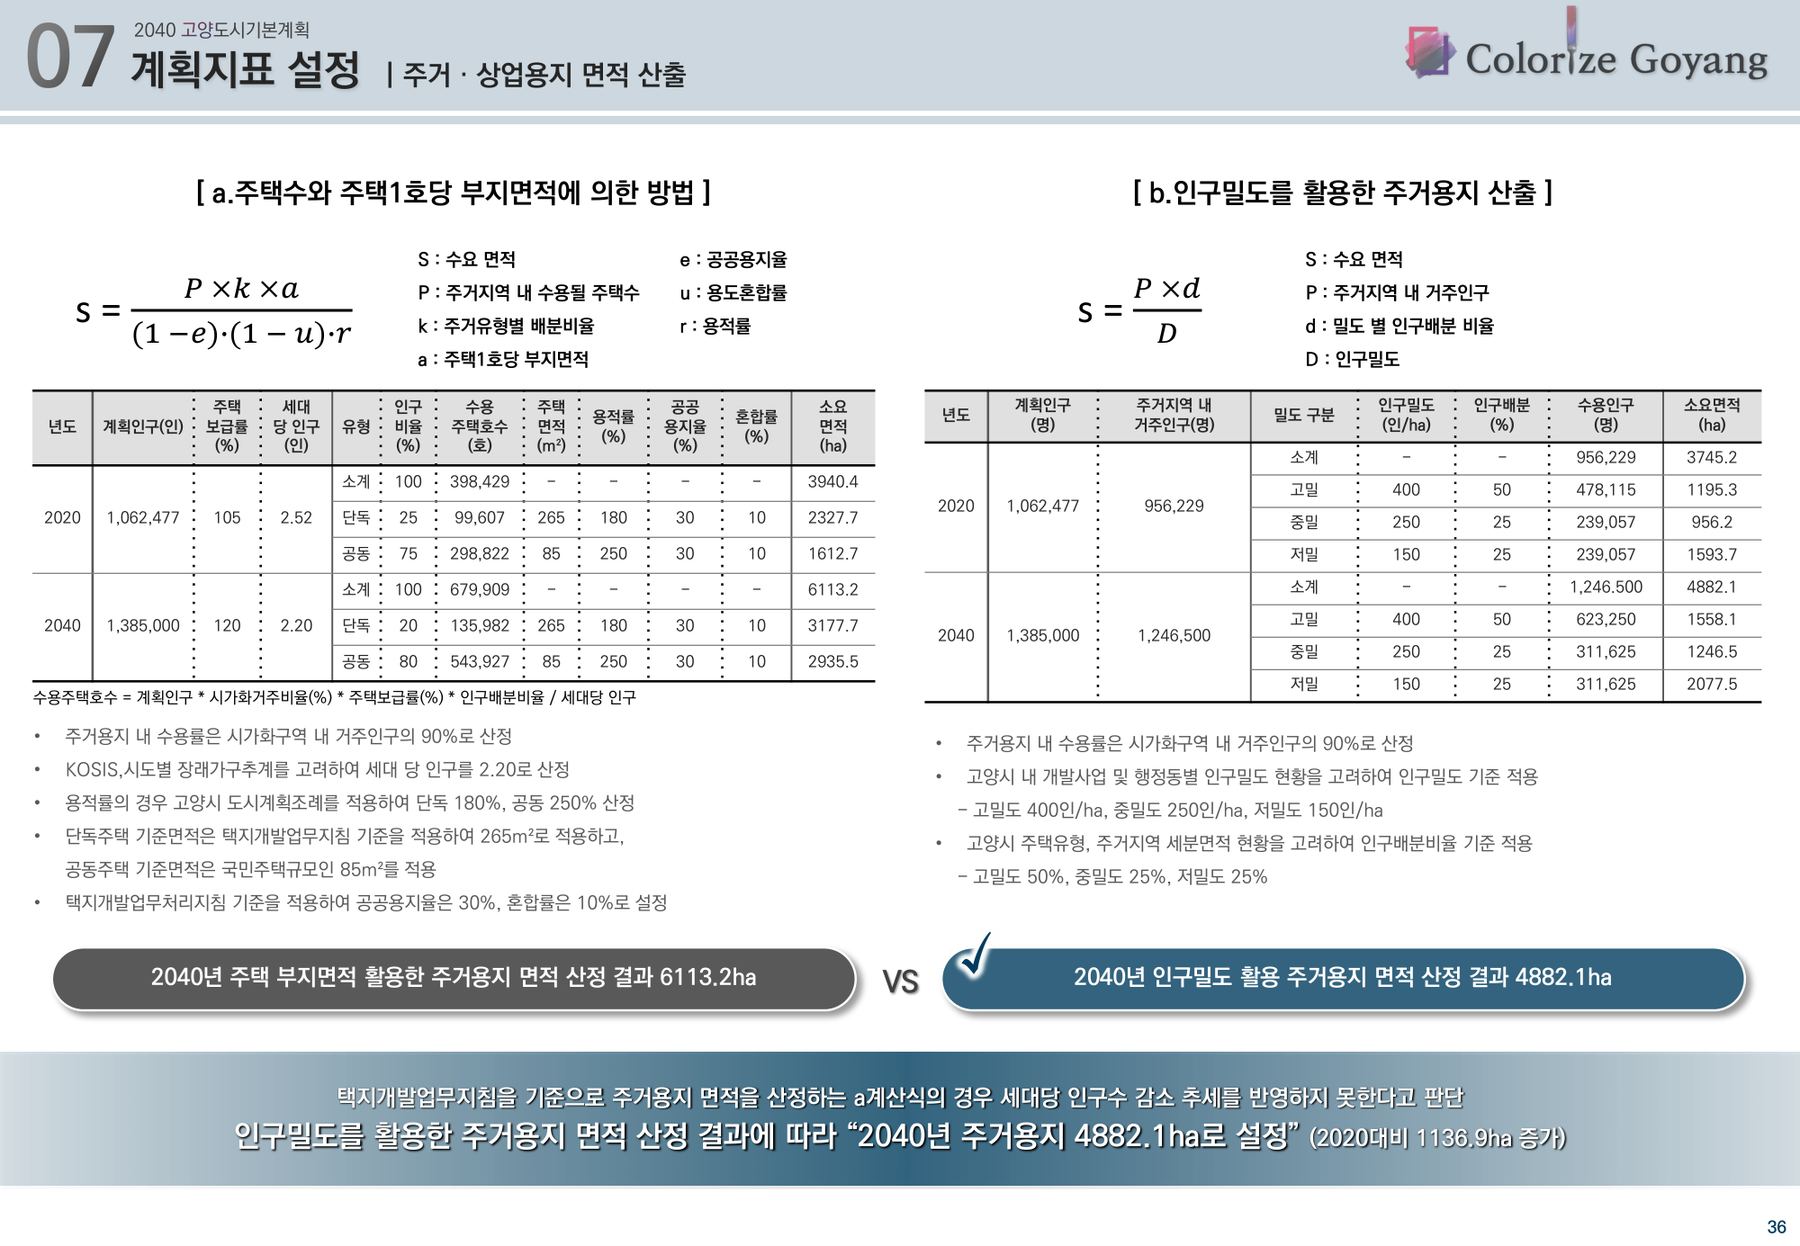 07
2040 고양도시기본계획
계획지표 설정 | 주거 · 상업용지 면적 산출
Colorize Goyang
[ a.주택수와 주택1호당 부지면적에 의한 방법 ]
s = P ×k ×a / (1 −e)·(1 − u)·r
S : 수요 면적
P : 주거지역 내 수용될 주택수
k : 주거유형별 배분비율
a : 주택1호당 부지면적
e : 공공용지율
u : 용도혼합률
r : 용적률
년도 계획인구(인) 주택보급률(%) 세대당 인구(인) 유형 인구비율(%) 수용주택호수(호) 주택면적(m²) 용적률(%) 공공용지율(%) 혼합률(%) 소요면적(ha)
2020 1,062,477 105 2.52
소계 100 398,429 – – – – 3940.4
단독 25 99,607 265 180 30 10 2327.7
공동 75 298,822 85 250 30 10 1612.7
2040 1,385,000 120 2.20
소계 100 679,909 – – – – 6113.2
단독 20 135,982 265 180 30 10 3177.7
공동 80 543,927 85 250 30 10 2935.5
수용주택호수 = 계획인구 * 시가화거주비율(%) * 주택보급률(%) * 인구배분비율 / 세대당 인구
• 주거용지 내 수용률은 시가화구역 내 거주인구의 90%로 산정
• KOSIS,시도별 장래가구추계를 고려하여 세대 당 인구를 2.20로 산정
• 용적률의 경우 고양시 도시계획조례를 적용하여 단독 180%, 공동 250% 산정
• 단독주택 기준면적은 택지개발업무지침 기준을 적용하여 265m²로 적용하고,
공동주택 기준면적은 국민주택규모인 85m²를 적용
• 택지개발업무처리지침 기준을 적용하여 공공용지율은 30%, 혼합률은 10%로 설정
2040년 주택 부지면적 활용한 주거용지 면적 산정 결과 6113.2ha
VS
[ b.인구밀도를 활용한 주거용지 산출 ]
s = P ×d / D
S : 수요 면적
P : 주거지역 내 거주인구
d : 밀도 별 인구배분 비율
D : 인구밀도
년도 계획인구(명) 주거지역 내 거주인구(명) 밀도 구분 인구밀도(인/ha) 인구배분(%) 수용인구(명) 소요면적(ha)
2020 1,062,477 956,229
소계 – – 956,229 3745.2
고밀 400 50 478,115 1195.3
중밀 250 25 239,057 956.2
저밀 150 25 239,057 1593.7
2040 1,385,000 1,246,500
소계 – – 1,246.500 4882.1
고밀 400 50 623,250 1558.1
중밀 250 25 311,625 1246.5
저밀 150 25 311,625 2077.5
• 주거용지 내 수용률은 시가화구역 내 거주인구의 90%로 산정
• 고양시 내 개발사업 및 행정동별 인구밀도 현황을 고려하여 인구밀도 기준 적용
– 고밀도 400인/ha, 중밀도 250인/ha, 저밀도 150인/ha
• 고양시 주택유형, 주거지역 세분면적 현황을 고려하여 인구배분비율 기준 적용
– 고밀도 50%, 중밀도 25%, 저밀도 25%
2040년 인구밀도 활용 주거용지 면적 산정 결과 4882.1ha
택지개발업무지침을 기준으로 주거용지 면적을 산정하는 a계산식의 경우 세대당 인구수 감소 추세를 반영하지 못한다고 판단
인구밀도를 활용한 주거용지 면적 산정 결과에 따라 “2040년 주거용지 4882.1ha로 설정” (2020대비 1136.9ha 증가)
36